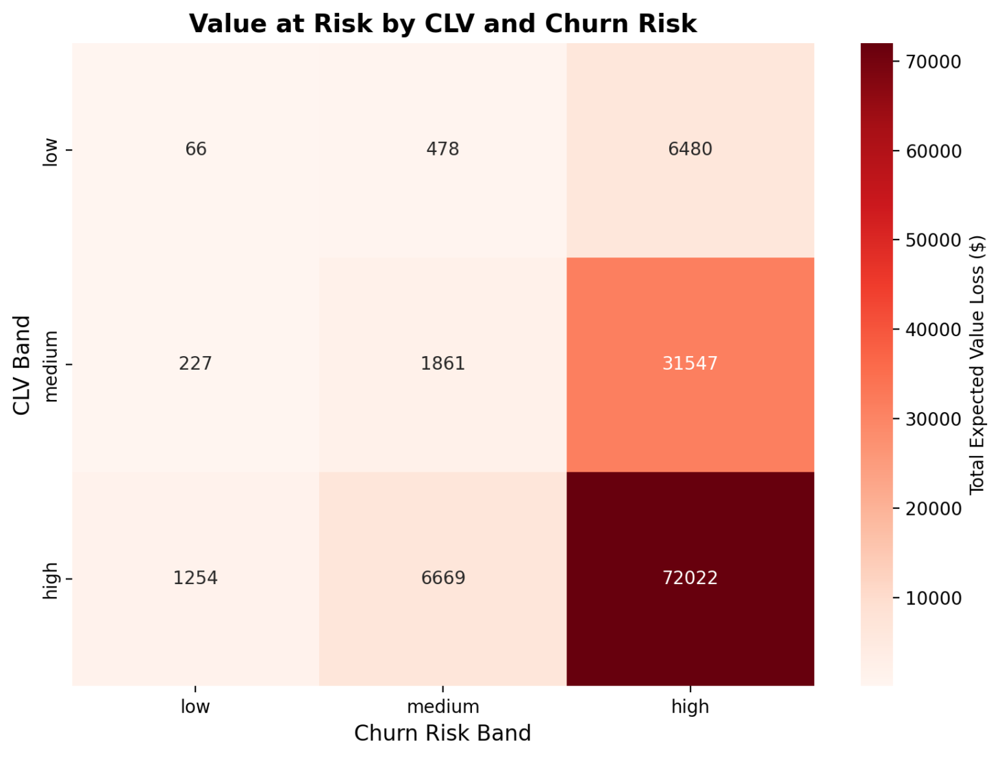 Value at Risk by CLV and Churn Risk
CLV Band
low
66
478
6480
medium
227
1861
31547
high
1254
6669
72022
low
medium
high
Churn Risk Band
70000
60000
50000
40000
30000
20000
10000
Total Expected Value Loss ($)